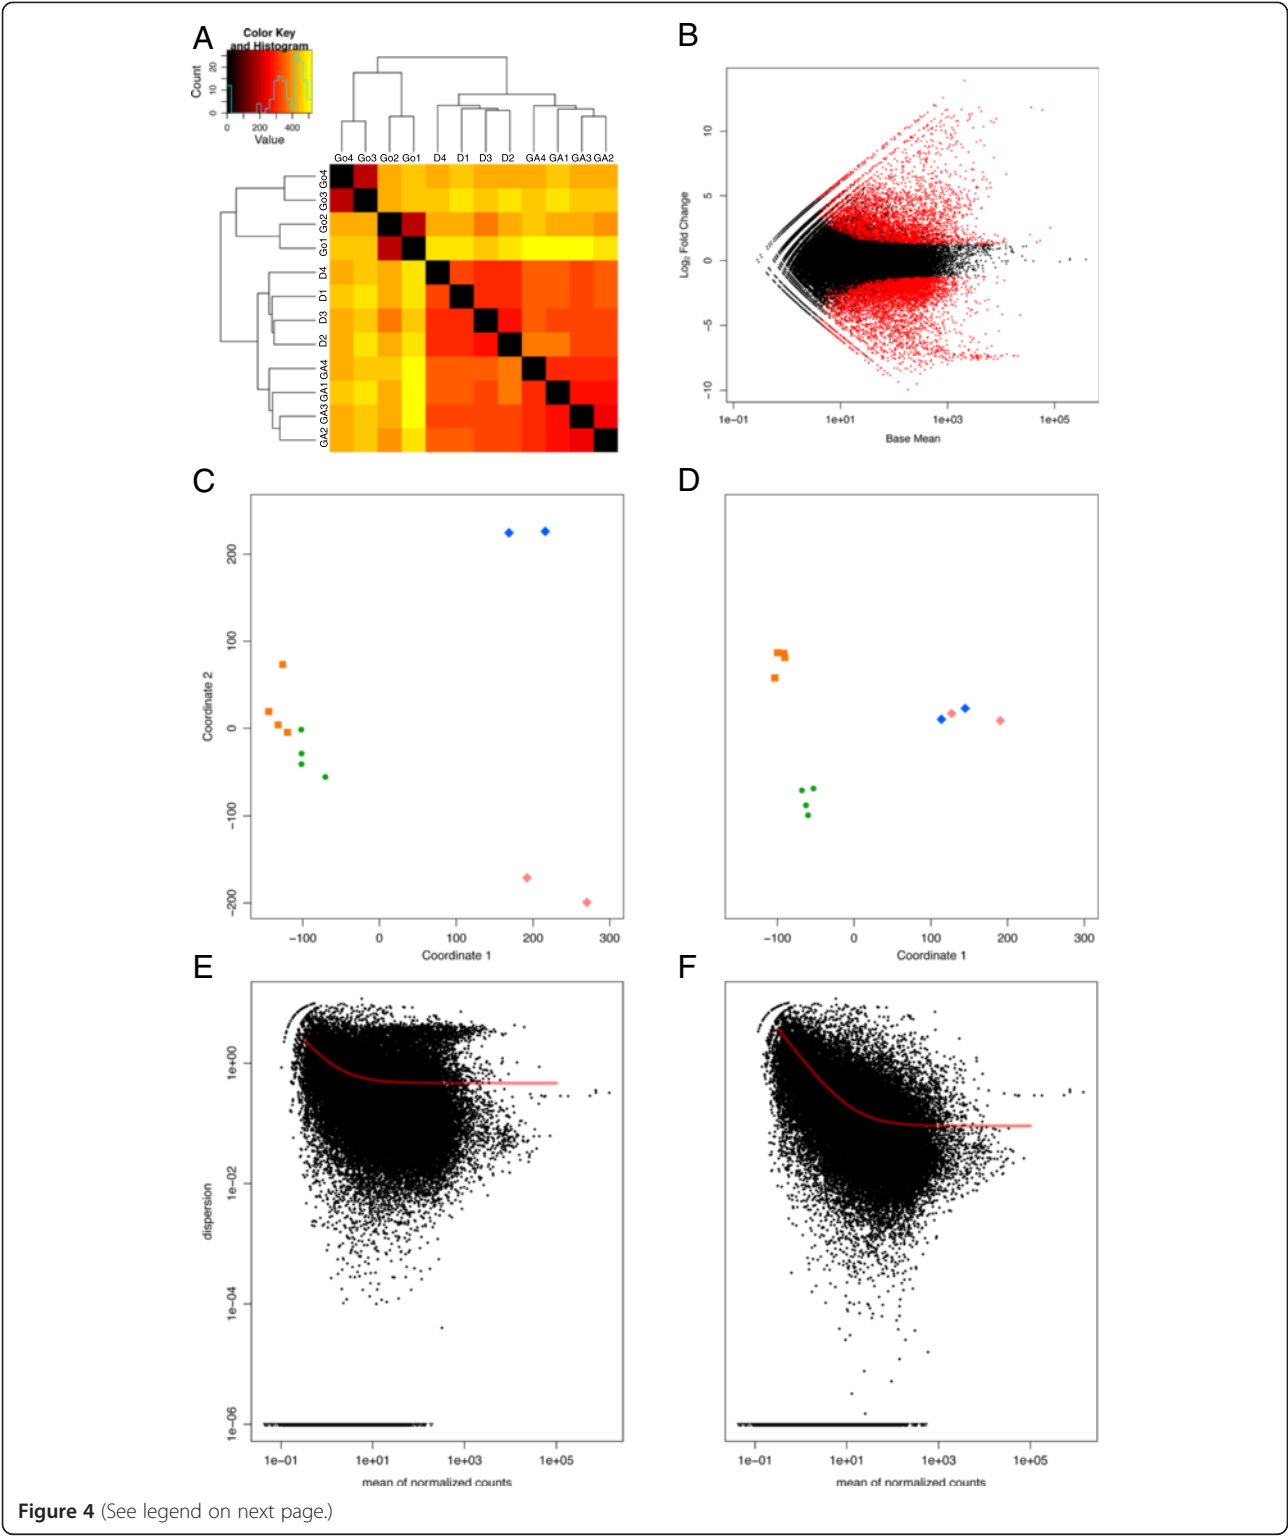 A
Color Key
and Histogram
Count
0 10 20
0 200 400
Value
Go4 Go3 Go2 Go1 D4 D1 D3 D2 GA4 GA1 GA3 GA2
Go4
Go3
Go2
Go1
D4
D1
D3
D2
GA4
GA1
GA3
GA2
B
Log2 Fold Change
10
5
0
−5
−10
1e−01 1e+01 1e+03 1e+05
Base Mean
C
Coordinate 2
200
100
0
−100
−200
−100 0 100 200 300
Coordinate 1
D
−100 0 100 200 300
Coordinate 1
E
dispersion
1e+00
1e−02
1e−04
1e−06
1e−01 1e+01 1e+03 1e+05
mean of normalized counts
F
1e−01 1e+01 1e+03 1e+05
mean of normalized counts
Figure 4 (See legend on next page.)